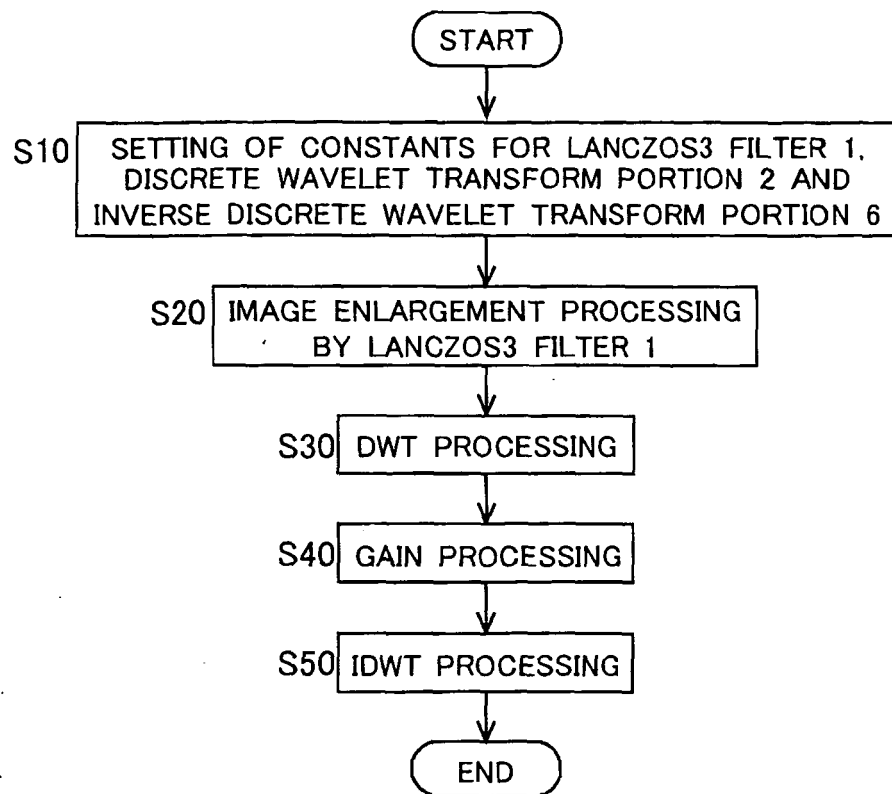 START
S10 SETTING OF CONSTANTS FOR LANCZOS3 FILTER 1,
DISCRETE WAVELET TRANSFORM PORTION 2 AND
INVERSE DISCRETE WAVELET TRANSFORM PORTION 6
S20 IMAGE ENLARGEMENT PROCESSING
BY LANCZOS3 FILTER 1
S30 DWT PROCESSING
S40 GAIN PROCESSING
S50 IDWT PROCESSING
END